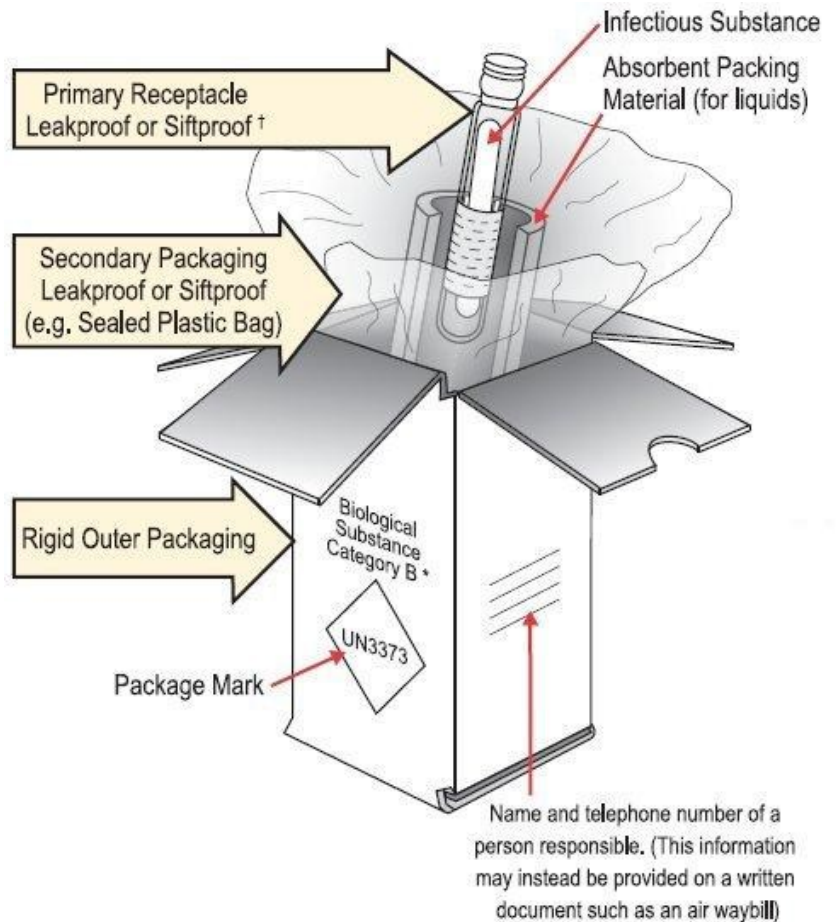 Infectious Substance
Absorbent Packing
Material (for liquids)
Primary Receptacle
Leakproof or Siftproof †
Secondary Packaging
Leakproof or Siftproof
(e.g. Sealed Plastic Bag)
Rigid Outer Packaging
Biological
Substance
Category B *
UN3373
Package Mark
Name and telephone number of a
person responsible. (This information
may instead be provided on a written
document such as an air waybill)